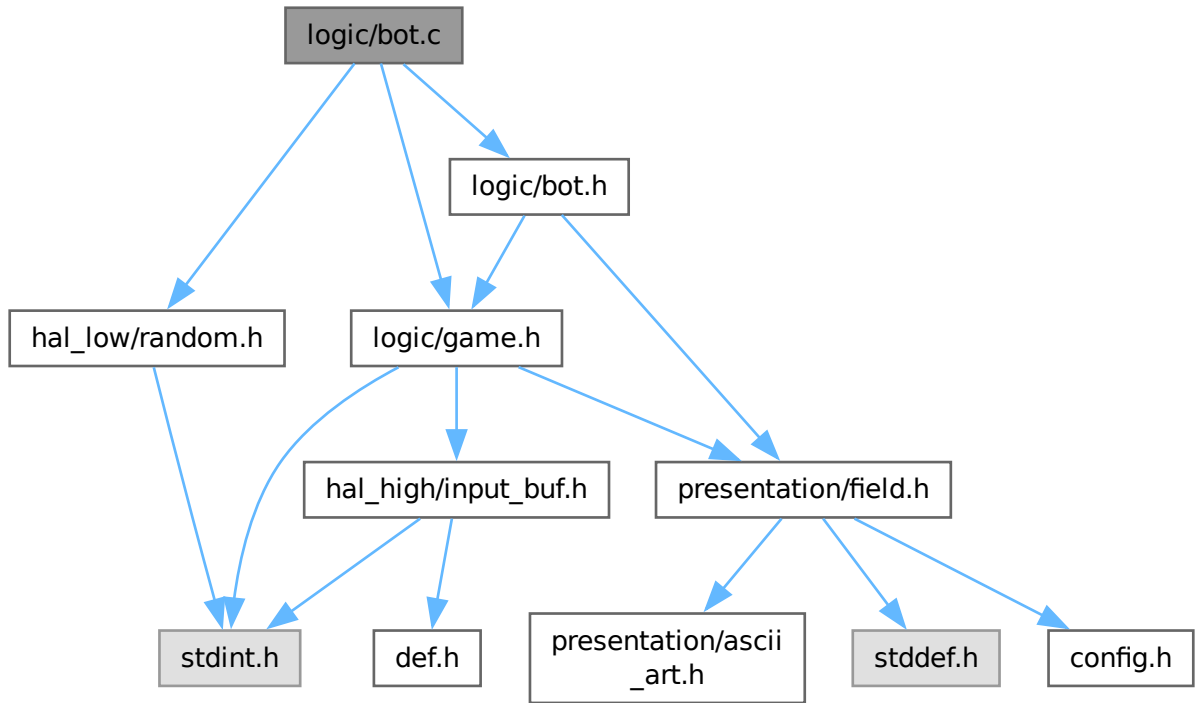 logic/bot.c
logic/bot.h
hal_low/random.h
logic/game.h
hal_high/input_buf.h
presentation/field.h
stdint.h
def.h
presentation/ascii
_art.h
stddef.h
config.h